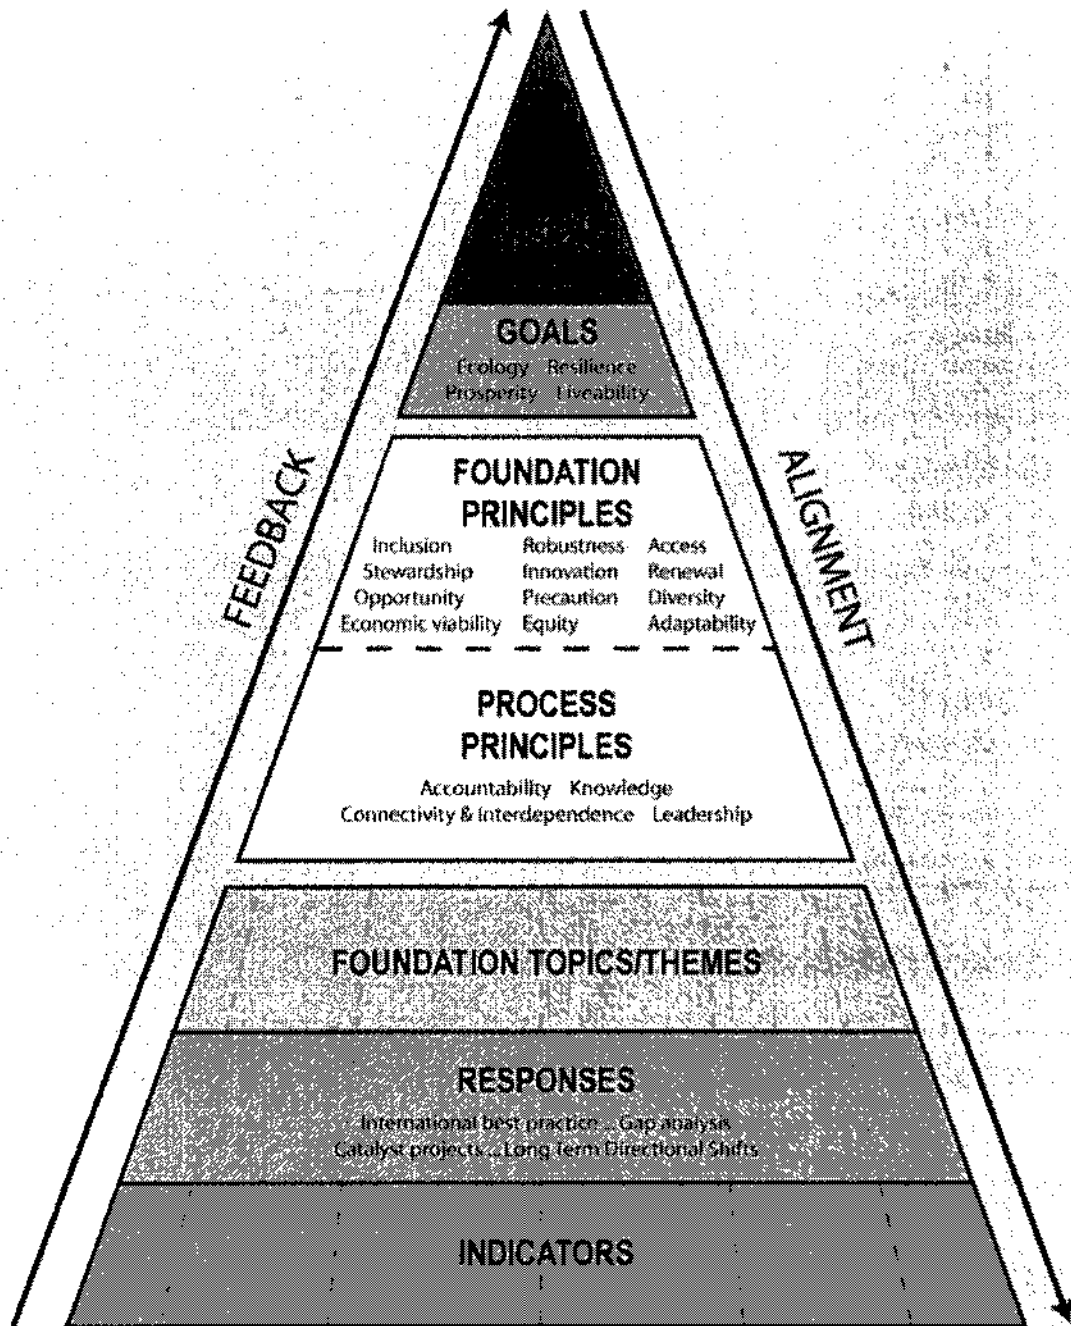 GOALS
Ecology Resilience
Prosperity Liveability
FEEDBACK
ALIGNMENT
FOUNDATION
PRINCIPLES
Inclusion Robustness Access
Stewardship Innovation Renewal
Opportunity Precaution Diversity
Economic viability Equity Adaptability
PROCESS
PRINCIPLES
Accountability Knowledge
Connectivity & Interdependence Leadership
FOUNDATION TOPICS/THEMES
RESPONSES
International best practice ... Gap analysis
Catalyst projects ... Long Term Directional Shifts
INDICATORS